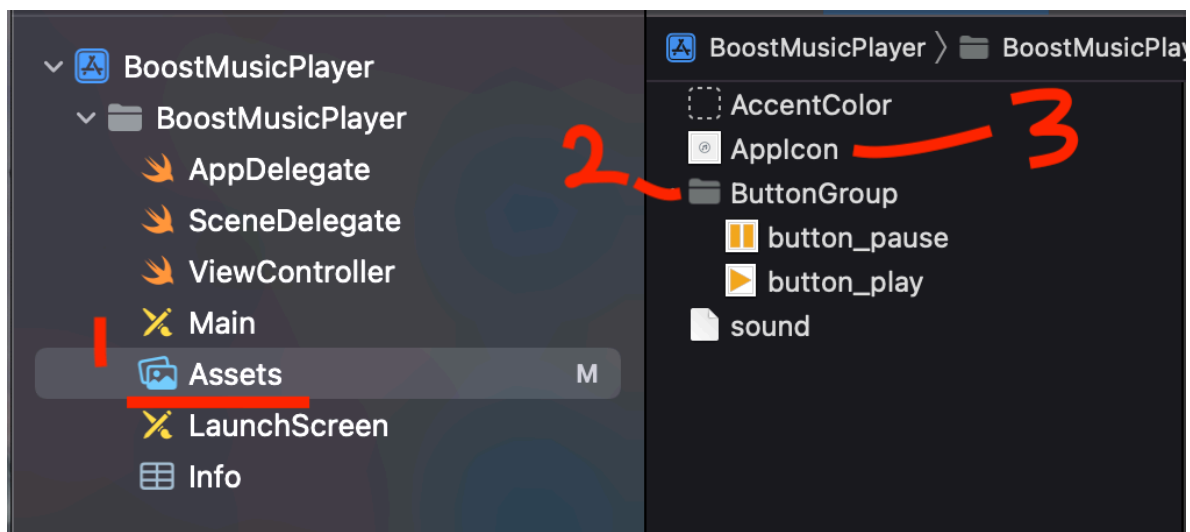 BoostMusicPlayer
BoostMusicPlayer
AppDelegate
SceneDelegate
ViewController
Main
1
Assets M
LaunchScreen
Info
BoostMusicPlayer 〉 BoostMusicPlay
AccentColor
3
AppIcon
2
ButtonGroup
button_pause
button_play
sound